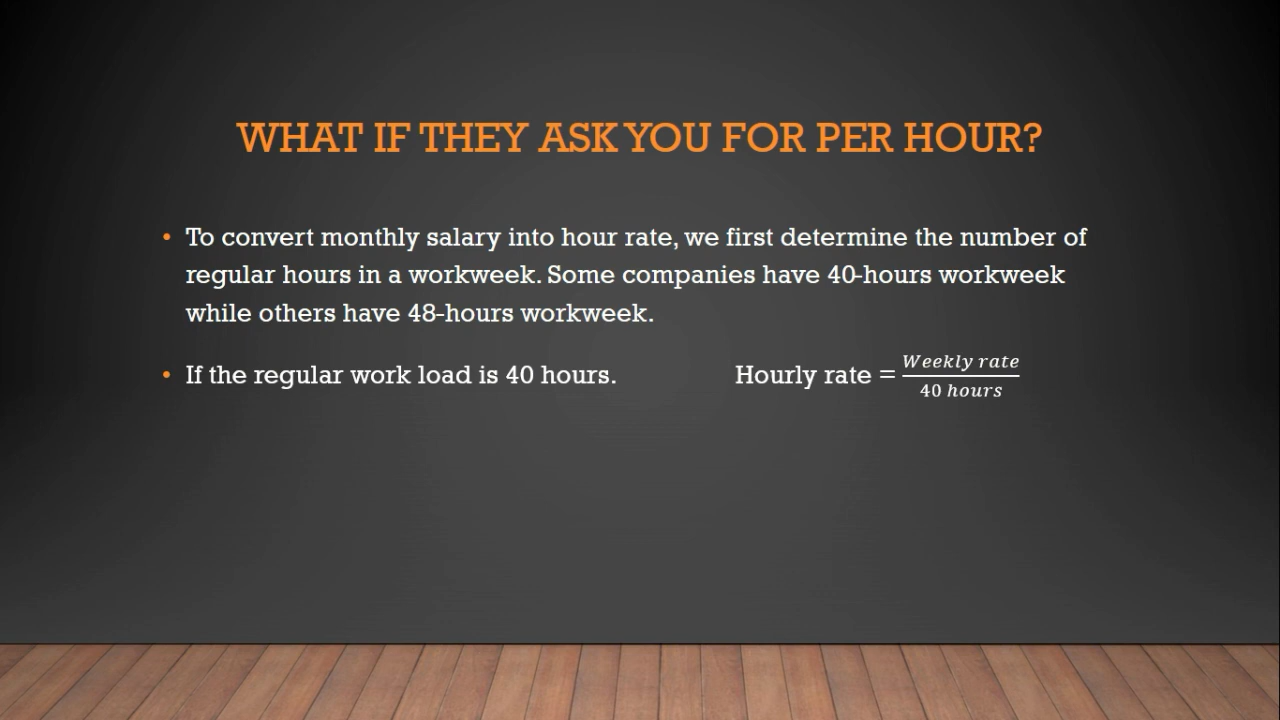 WHAT IF THEY ASK YOU FOR PER HOUR?
• To convert monthly salary into hour rate, we first determine the number of
regular hours in a workweek. Some companies have 40-hours workweek
while others have 48-hours workweek.
• If the regular work load is 40 hours. Hourly rate = Weekly rate / 40 hours